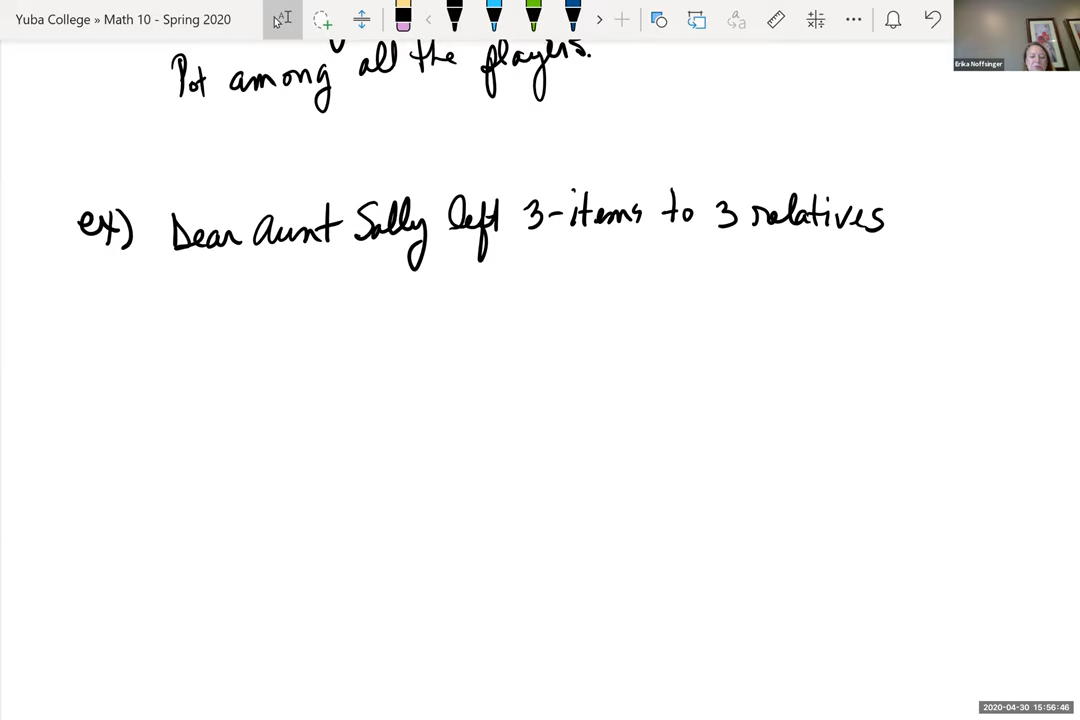 Yuba College » Math 10 - Spring 2020
Erika Noffsinger
all the players.
Pot among
ex) Dear Aunt Sally left 3-items to 3 relatives
2020-04-30 15:56:46